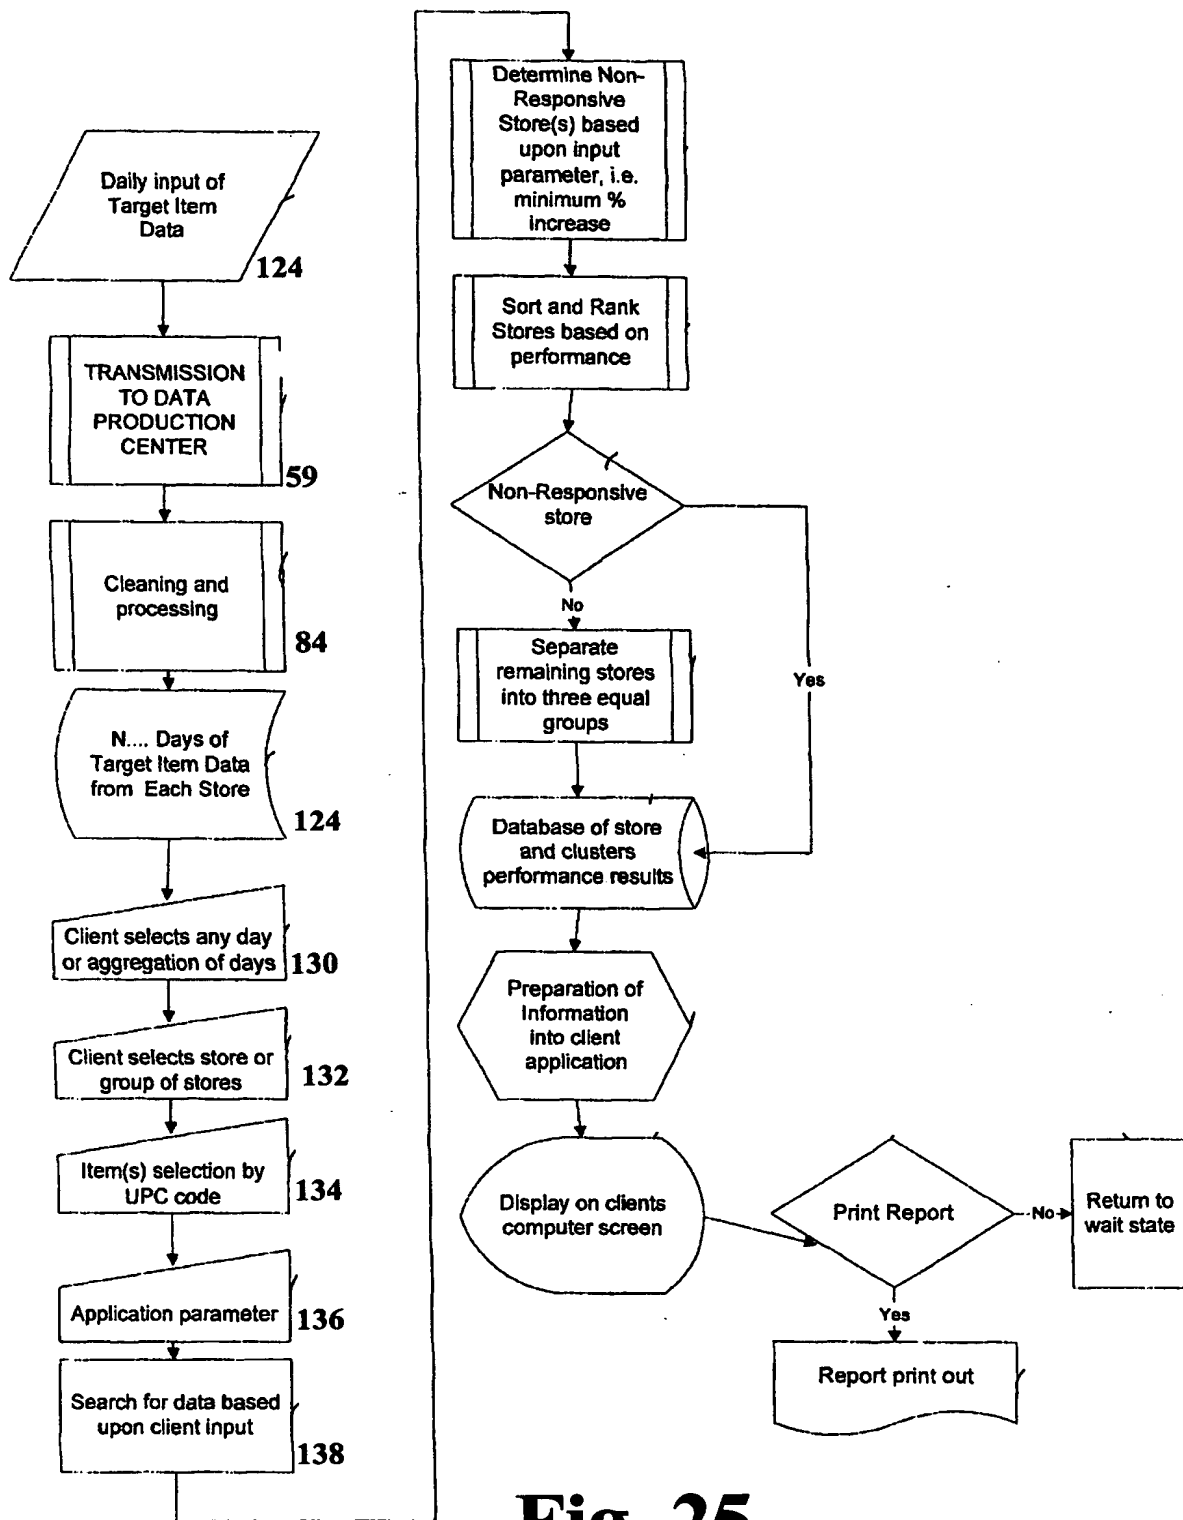 Daily input of
Target Item
Data
124
TRANSMISSION
TO DATA
PRODUCTION
CENTER
59
Cleaning and
processing
84
N.... Days of
Target Item Data
from Each Store
124
Client selects any day
or aggregation of days
130
Client selects store or
group of stores
132
Item(s) selection by
UPC code
134
Application parameter
136
Search for data based
upon client input
138
Determine Non-
Responsive
Store(s) based
upon input
parameter, i.e.
minimum %
increase
Sort and Rank
Stores based on
performance
Non-Responsive
store
No
Yes
Separate
remaining stores
into three equal
groups
Database of store
and clusters
performance results
Preparation of
Information
into client
application
Display on clients
computer screen
Print Report
No
Return to
wait state
Yes
Report print out
Fig. 25